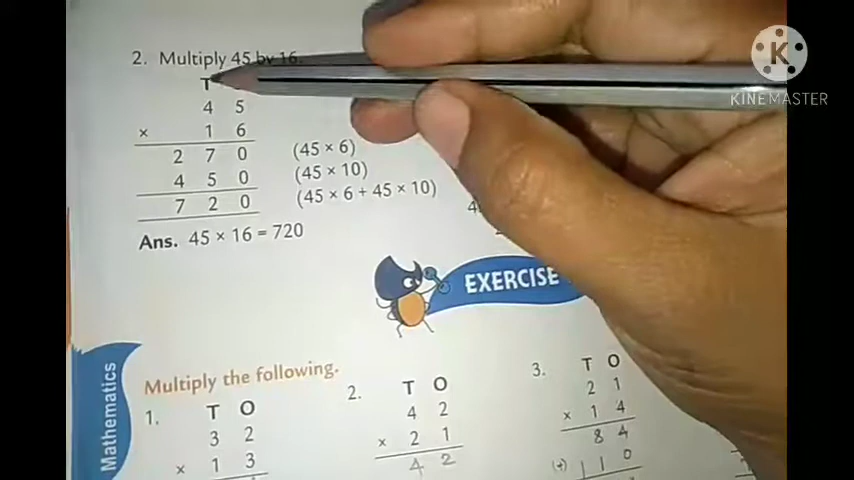 2. Multiply 45 by 16.
T
4 5
× 1 6
2 7 0 (45 × 6)
4 5 0 (45 × 10)
7 2 0 (45 × 6 + 45 × 10)
Ans. 45 × 16 = 720
EXERCISE
Multiply the following.
1. T O
3 2
× 1 3
2. T O
4 2
× 2 1
4 2
3. T O
2 1
× 1 4
8 4
(+) 1 1 0
Mathematics
KINEMASTER